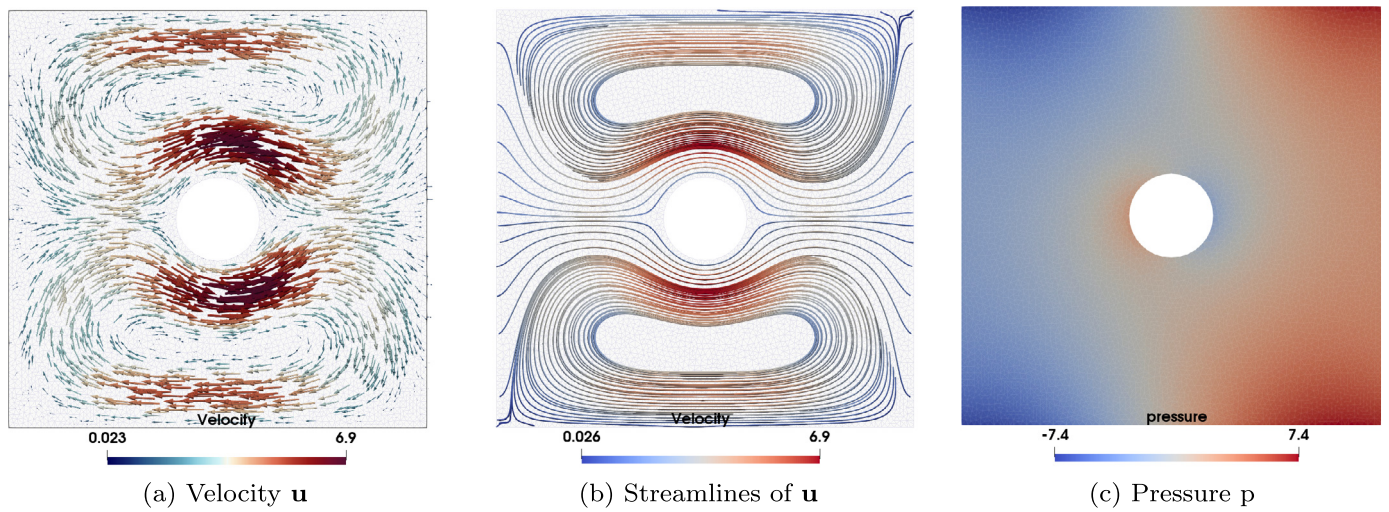 Velocity
0.023 6.9
(a) Velocity u
Velocity
0.026 6.9
(b) Streamlines of u
pressure
-7.4 7.4
(c) Pressure p